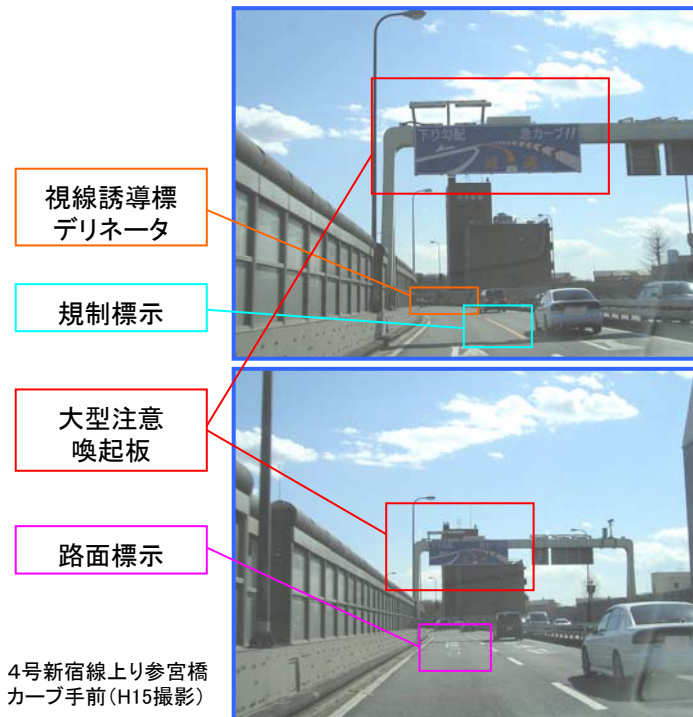 下り勾配 急カーブ!!
視線誘導標
デリネータ
規制標示
大型注意
喚起板
路面標示
4号新宿線上り参宮橋
カーブ手前(H15撮影)